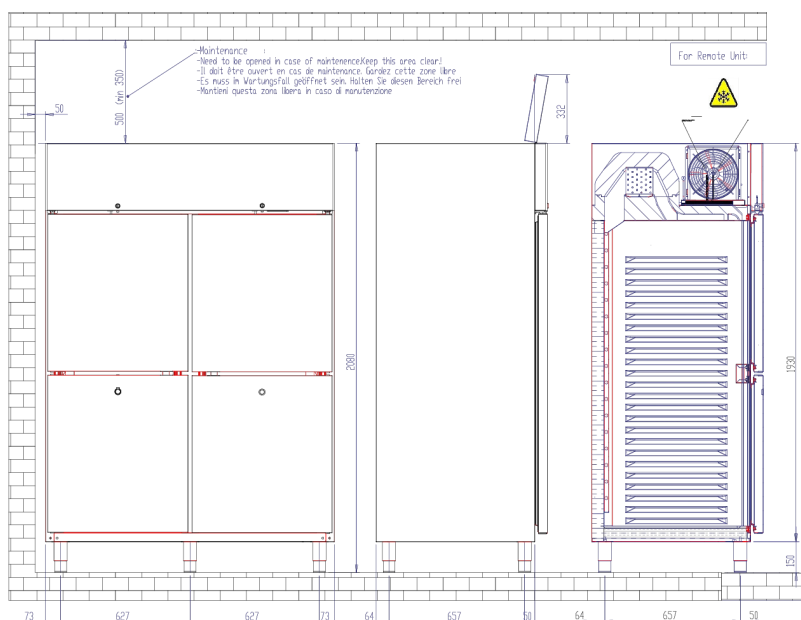 -Maintenance :
-Need to be opened in case of maintenence.Keep this area clear!
-Il doit être ouvert en cas de maintenance. Gardez cette zone libre
-Es muss im Wartungsfall geöffnet sein. Halten Sie diesen Bereich frei
-Mantieni questa zona libera in caso di manutenzione
For Remote Unit:
50
500 (min 350)
332
2080
1930
150
73 627 627 73 64 657 50 64 657 50